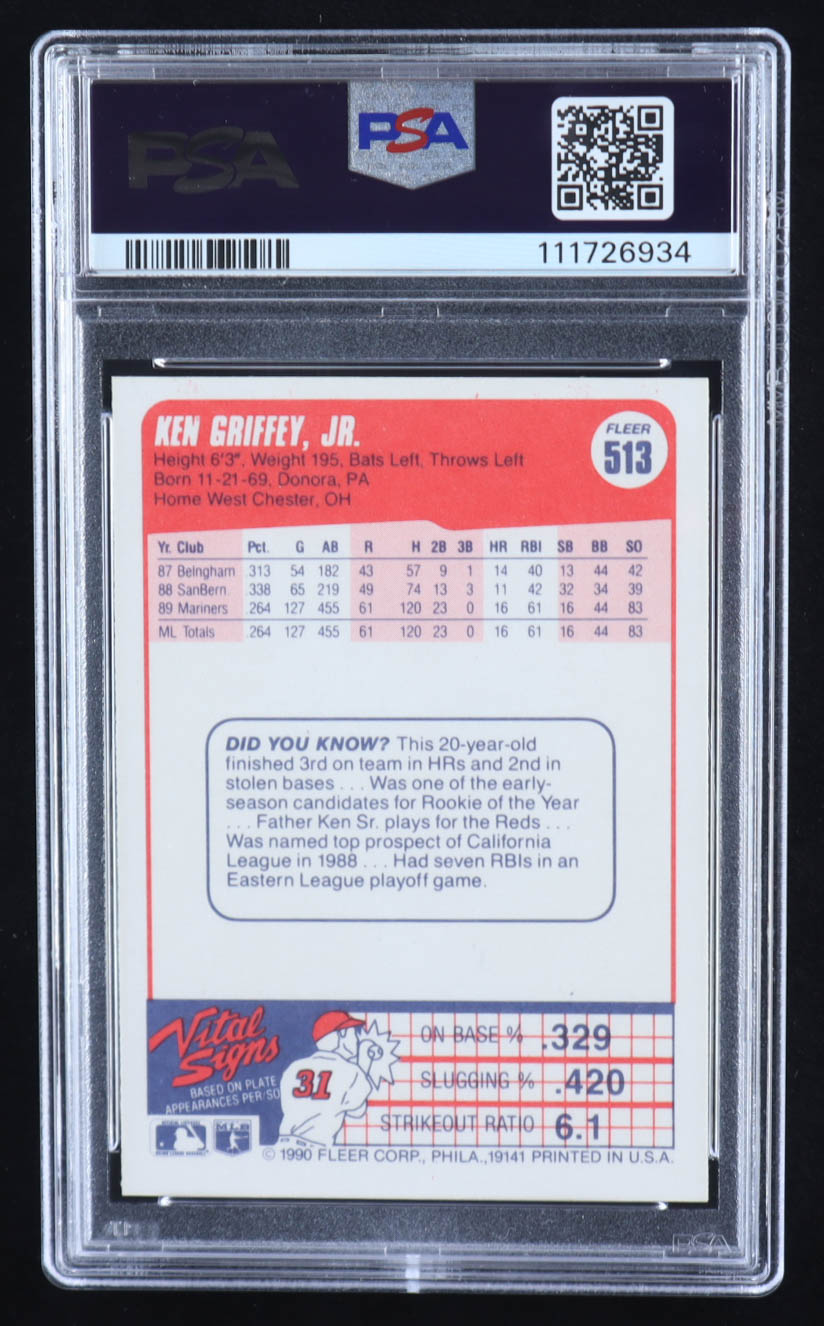 PSA
PSA
111726934
KEN GRIFFEY, JR.
FLEER
513
Height 6'3", Weight 195, Bats Left, Throws Left
Born 11-21-69, Donora, PA
Home West Chester, OH
Yr. Club Pct. G AB R H 2B 3B HR RBI SB BB SO
87 Belngham .313 54 182 43 57 9 1 14 40 13 44 42
88 SanBern .338 65 219 49 74 13 3 11 42 32 34 39
89 Mariners .264 127 455 61 120 23 0 16 61 16 44 83
ML Totals .264 127 455 61 120 23 0 16 61 16 44 83
DID YOU KNOW? This 20-year-old
finished 3rd on team in HRs and 2nd in
stolen bases . . . Was one of the early-
season candidates for Rookie of the Year
. . . Father Ken Sr. plays for the Reds . . .
Was named top prospect of California
League in 1988 . . . Had seven RBIs in an
Eastern League playoff game.
Vital
Signs
BASED ON PLATE
APPEARANCES PER/SO
31
ON BASE % .329
SLUGGING % .420
STRIKEOUT RATIO 6.1
MLB
© 1990 FLEER CORP., PHILA.,19141 PRINTED IN U.S.A.
PSA